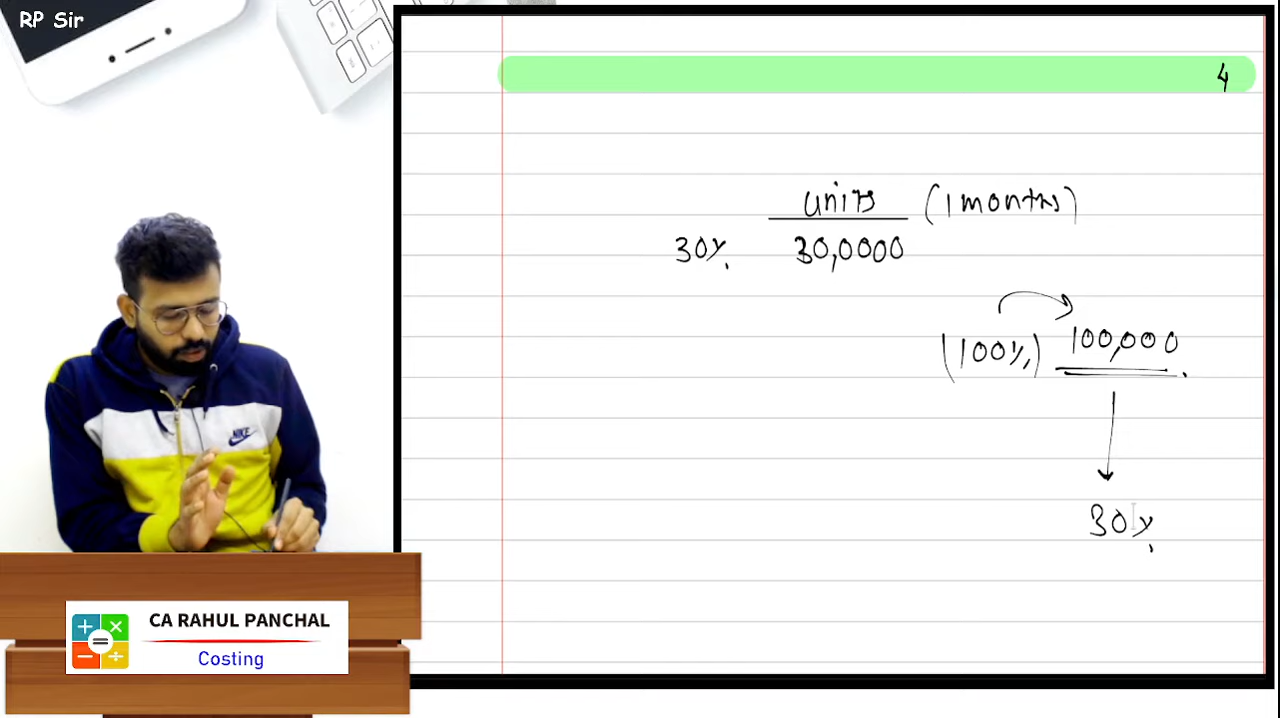 RP Sir
4
units (1 months)
30% 30,0000
(100%) 100,000
30%
NIKE
CA RAHUL PANCHAL
Costing